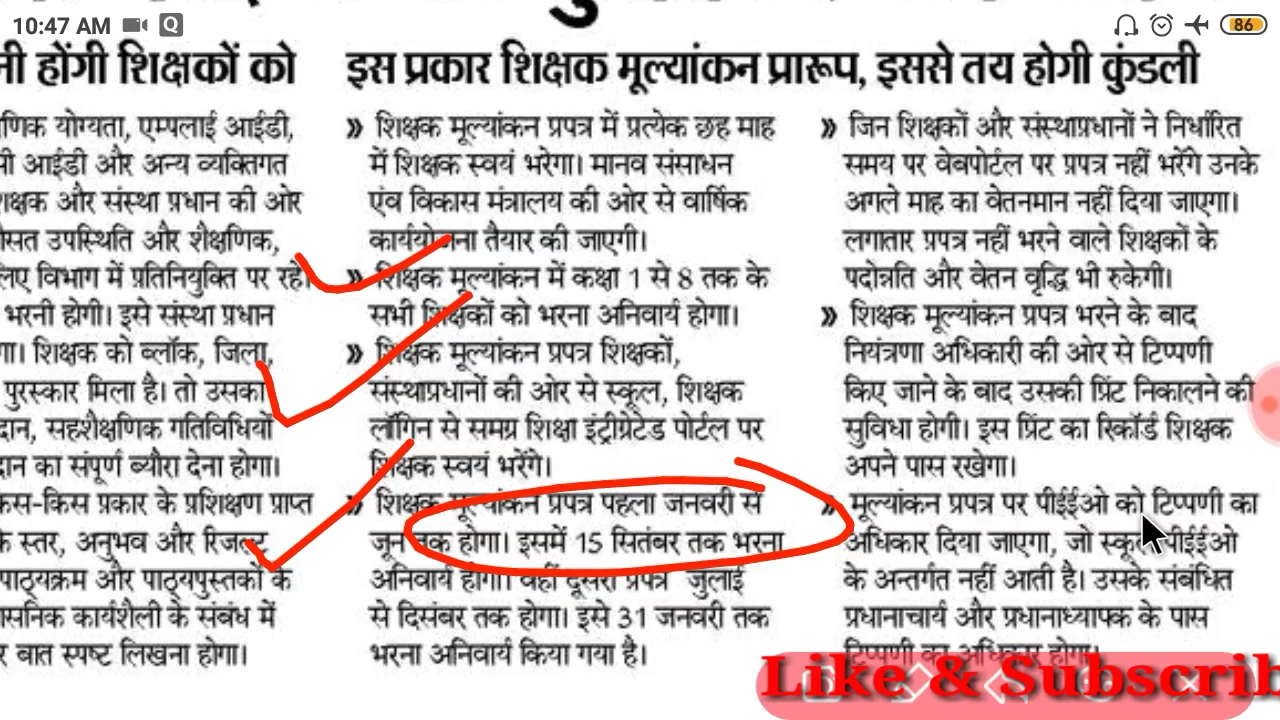 10:47 AM
86
नी होंगी शिक्षकों को
णिक योग्यता, एम्पलाई आईडी,
पी आईडी और अन्य व्यक्तिगत
शक्षक और संस्था प्रधान की ओर
सत उपस्थिति और शैक्षणिक,
लए विभाग में प्रतिनियुक्ति पर रहे।
भरनी होगी। इसे संस्था प्रधान
गा। शिक्षक को ब्लॉक, जिला,
पुरस्कार मिला है। तो उसका
दान, सहशैक्षणिक गतिविधियों
दान का संपूर्ण ब्यौरा देना होगा।
कस-किस प्रकार के प्रशिक्षण प्राप्त
के स्तर, अनुभव और रिजल्ट
पाठ्यक्रम और पाठ्यपुस्तकों के
सनिक कार्यशैली के संबंध में
र बात स्पष्ट लिखना होगा।
इस प्रकार शिक्षक मूल्यांकन प्रारूप, इससे तय होगी कुंडली
» शिक्षक मूल्यांकन प्रपत्र में प्रत्येक छह माह
में शिक्षक स्वयं भरेगा। मानव संसाधन
एंव विकास मंत्रालय की ओर से वार्षिक
कार्ययोजना तैयार की जाएगी।
» शिक्षक मूल्यांकन में कक्षा 1 से 8 तक के
सभी शिक्षकों को भरना अनिवार्य होगा।
» शिक्षक मूल्यांकन प्रपत्र शिक्षकों,
संस्थाप्रधानों की ओर से स्कूल, शिक्षक
लॉगिन से समग्र शिक्षा इंट्रीग्रेटेड पोर्टल पर
शिक्षक स्वयं भरेंगे।
» शिक्षक मूल्यांकन प्रपत्र पहला जनवरी से
जून तक होगा। इसमें 15 सितंबर तक भरना
अनिवार्य होगा। वहीं दूसरा प्रपत्र जुलाई
से दिसंबर तक होगा। इसे 31 जनवरी तक
भरना अनिवार्य किया गया है।
» जिन शिक्षकों और संस्थाप्रधानों ने निर्धारित
समय पर वेबपोर्टल पर प्रपत्र नहीं भरेंगे उनके
अगले माह का वेतनमान नहीं दिया जाएगा।
लगातार प्रपत्र नहीं भरने वाले शिक्षकों के
पदोन्नति और वेतन वृद्धि भी रुकेगी।
» शिक्षक मूल्यांकन प्रपत्र भरने के बाद
नियंत्रणा अधिकारी की ओर से टिप्पणी
किए जाने के बाद उसकी प्रिंट निकालने की
सुविधा होगी। इस प्रिंट का रिकॉर्ड शिक्षक
अपने पास रखेगा।
» मूल्यांकन प्रपत्र पर पीईईओ को टिप्पणी का
अधिकार दिया जाएगा, जो स्कूल पीईईओ
के अन्तर्गत नहीं आती है। उसके संबंधित
प्रधानाचार्य और प्रधानाध्यापक के पास
टिप्पणी का अधिकार होगा।
Like & Subscrib